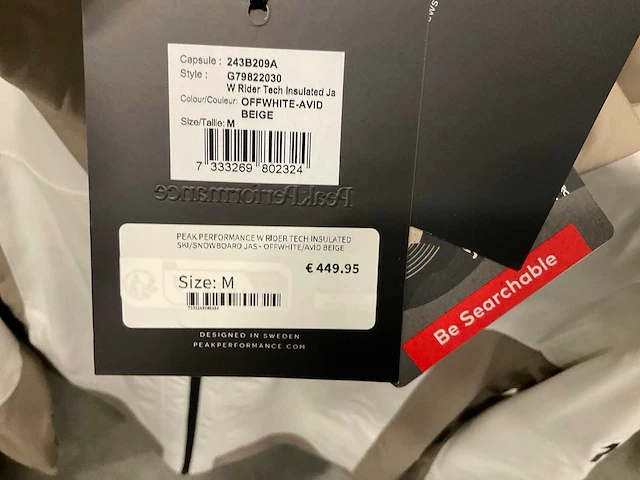 Capsule : 243B209A
Style : G79822030
W Rider Tech Insulated Ja
Colour/Couleur: OFFWHITE-AVID
BEIGE
Size/Taille: M
7 333269 802324
PeakPerformance
PEAK PERFORMANCE W RIDER TECH INSULATED
SKI/SNOWBOARD JAS - OFFWHITE/AVID BEIGE
€ 449.95
Size: M
7333269802324
DESIGNED IN SWEDEN
PEAKPERFORMANCE.COM
Be Searchable